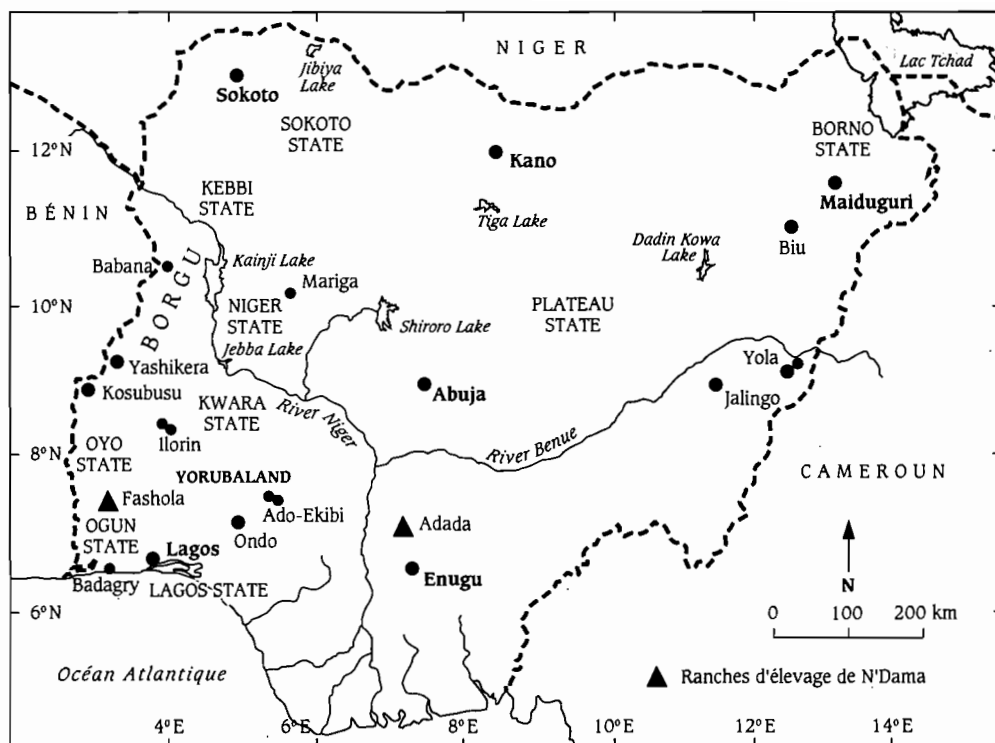 NIGER
Lac Tchad
Jibiya
Lake
Sokoto
SOKOTO
STATE
BORNO
STATE
12°N
Kano
KEBBI
STATE
Maiduguri
Tiga Lake
BÉNIN
Biu
Dadin Kowa
Lake
Babana
Kainji Lake
Mariga
BORGU
10°N
NIGER
STATE
PLATEAU
STATE
Shiroro Lake
Jebba Lake
Yashikera
Yola
Kosubusu
Abuja
Jalingo
KWARA
STATE
River Niger
Ilorin
OYO
STATE
8°N
River Benue
CAMEROUN
YORUBALAND
Fashola
Ado-Ekibi
Adada
OGUN
STATE
Ondo
Lagos
Enugu
Badagry
LAGOS STATE
N
6°N
0 100 200 km
Océan Atlantique
Ranches d'élevage de N'Dama
4°E 6°E 8°E 10°E 12°E 14°E